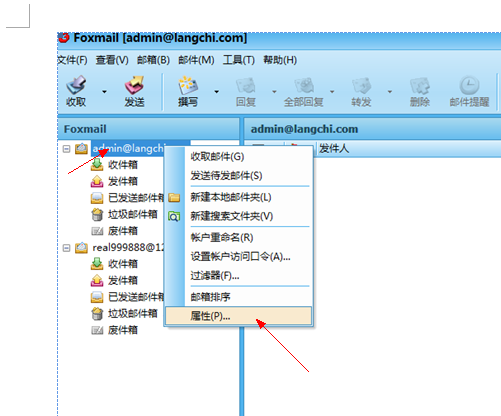 Foxmail [admin@langchi.com]
文件(F) 查看(V) 邮箱(B) 邮件(M) 工具(T) 帮助(H)
收取 发送 撰写 回复 全部回复 转发 删除 邮件提醒
Foxmail
admin@langchi.com
admin@langchi
发件人
收件箱
发件箱
已发送邮件箱
垃圾邮件箱
废件箱
real999888@12
收件箱
发件箱
已发送邮件箱
垃圾邮件箱
废件箱
收取邮件(G)
发送待发邮件(S)
新建本地邮件夹(L)
新建搜索文件夹(V)
帐户重命名(R)
设置帐户访问口令(A)...
过滤器(F)...
邮箱排序
属性(P)...